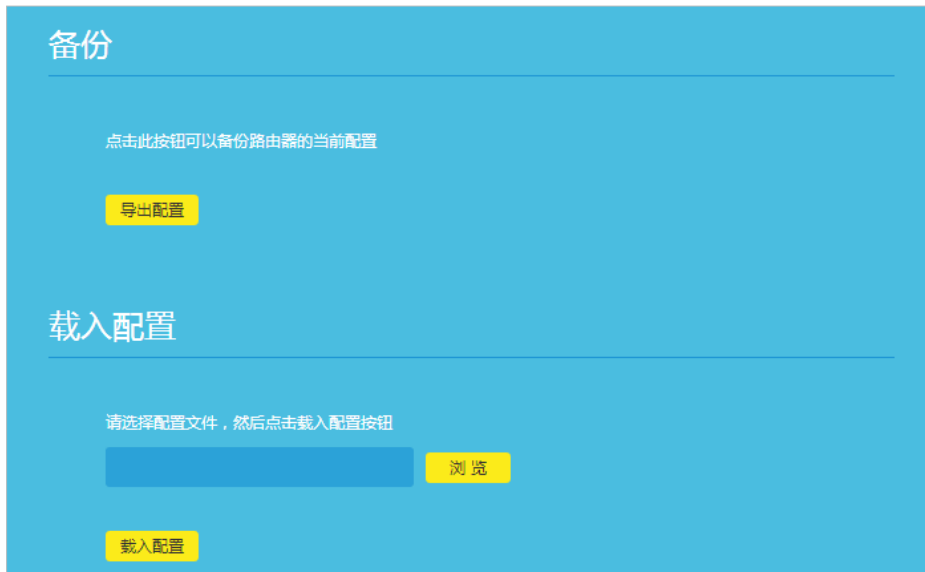 备份
点击此按钮可以备份路由器的当前配置
导出配置
载入配置
请选择配置文件，然后点击载入配置按钮
浏 览
载入配置